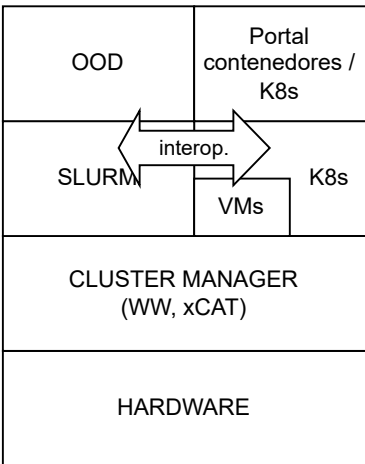 OOD
Portal
contenedores /
K8s
interop.
SLURM
K8s
VMs
CLUSTER MANAGER
(WW, xCAT)
HARDWARE